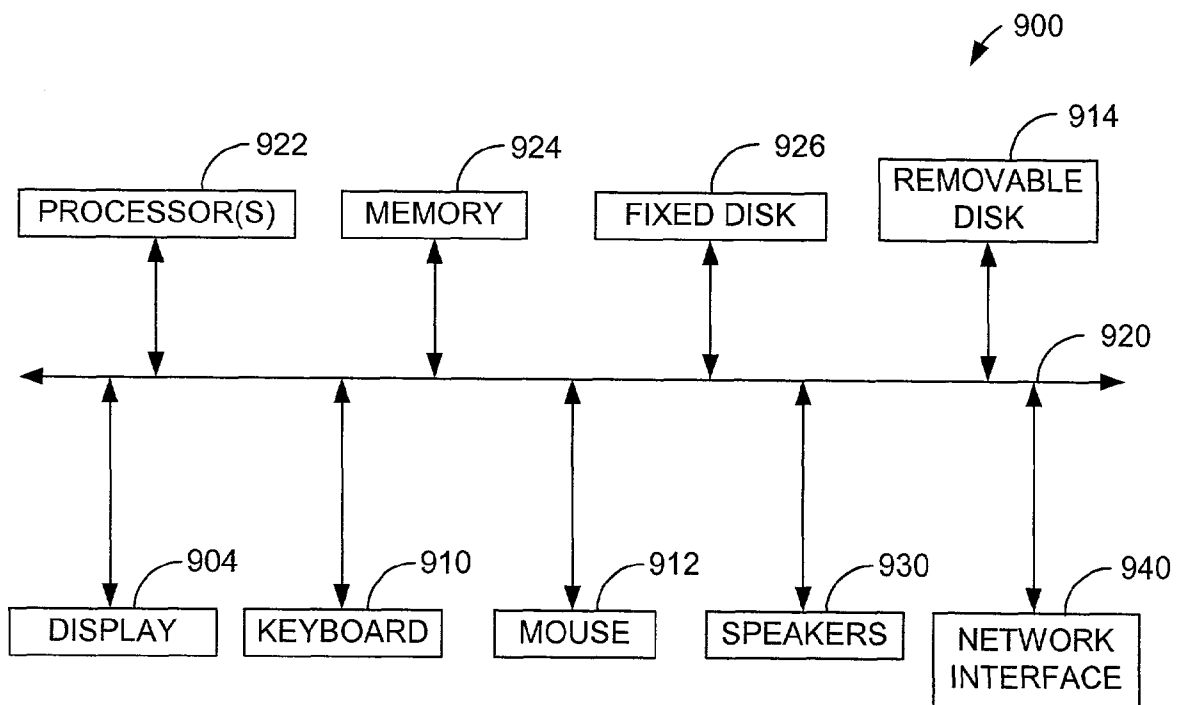 900
922
924
926
914
PROCESSOR(S)
MEMORY
FIXED DISK
REMOVABLE
DISK
920
904
910
912
930
940
DISPLAY
KEYBOARD
MOUSE
SPEAKERS
NETWORK
INTERFACE